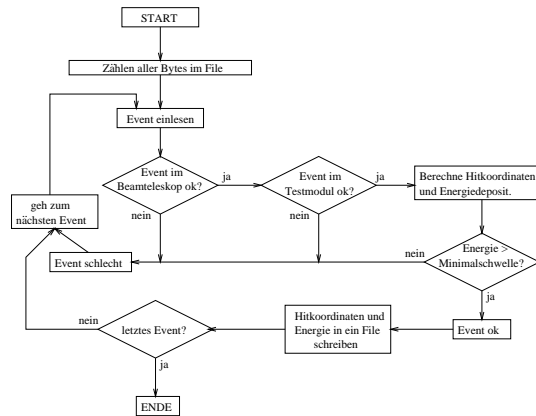 START
Zählen aller Bytes im File
Event einlesen
Event im
Beamteleskop ok?
ja
nein
Event im
Testmodul ok?
ja
nein
Berechne Hitkoordinaten
und Energiedeposit.
geh zum
nächsten Event
Event schlecht
nein
Energie >
Minimalschwelle?
ja
Event ok
Hitkoordinaten und
Energie in ein File
schreiben
letztes Event?
nein
ja
ENDE